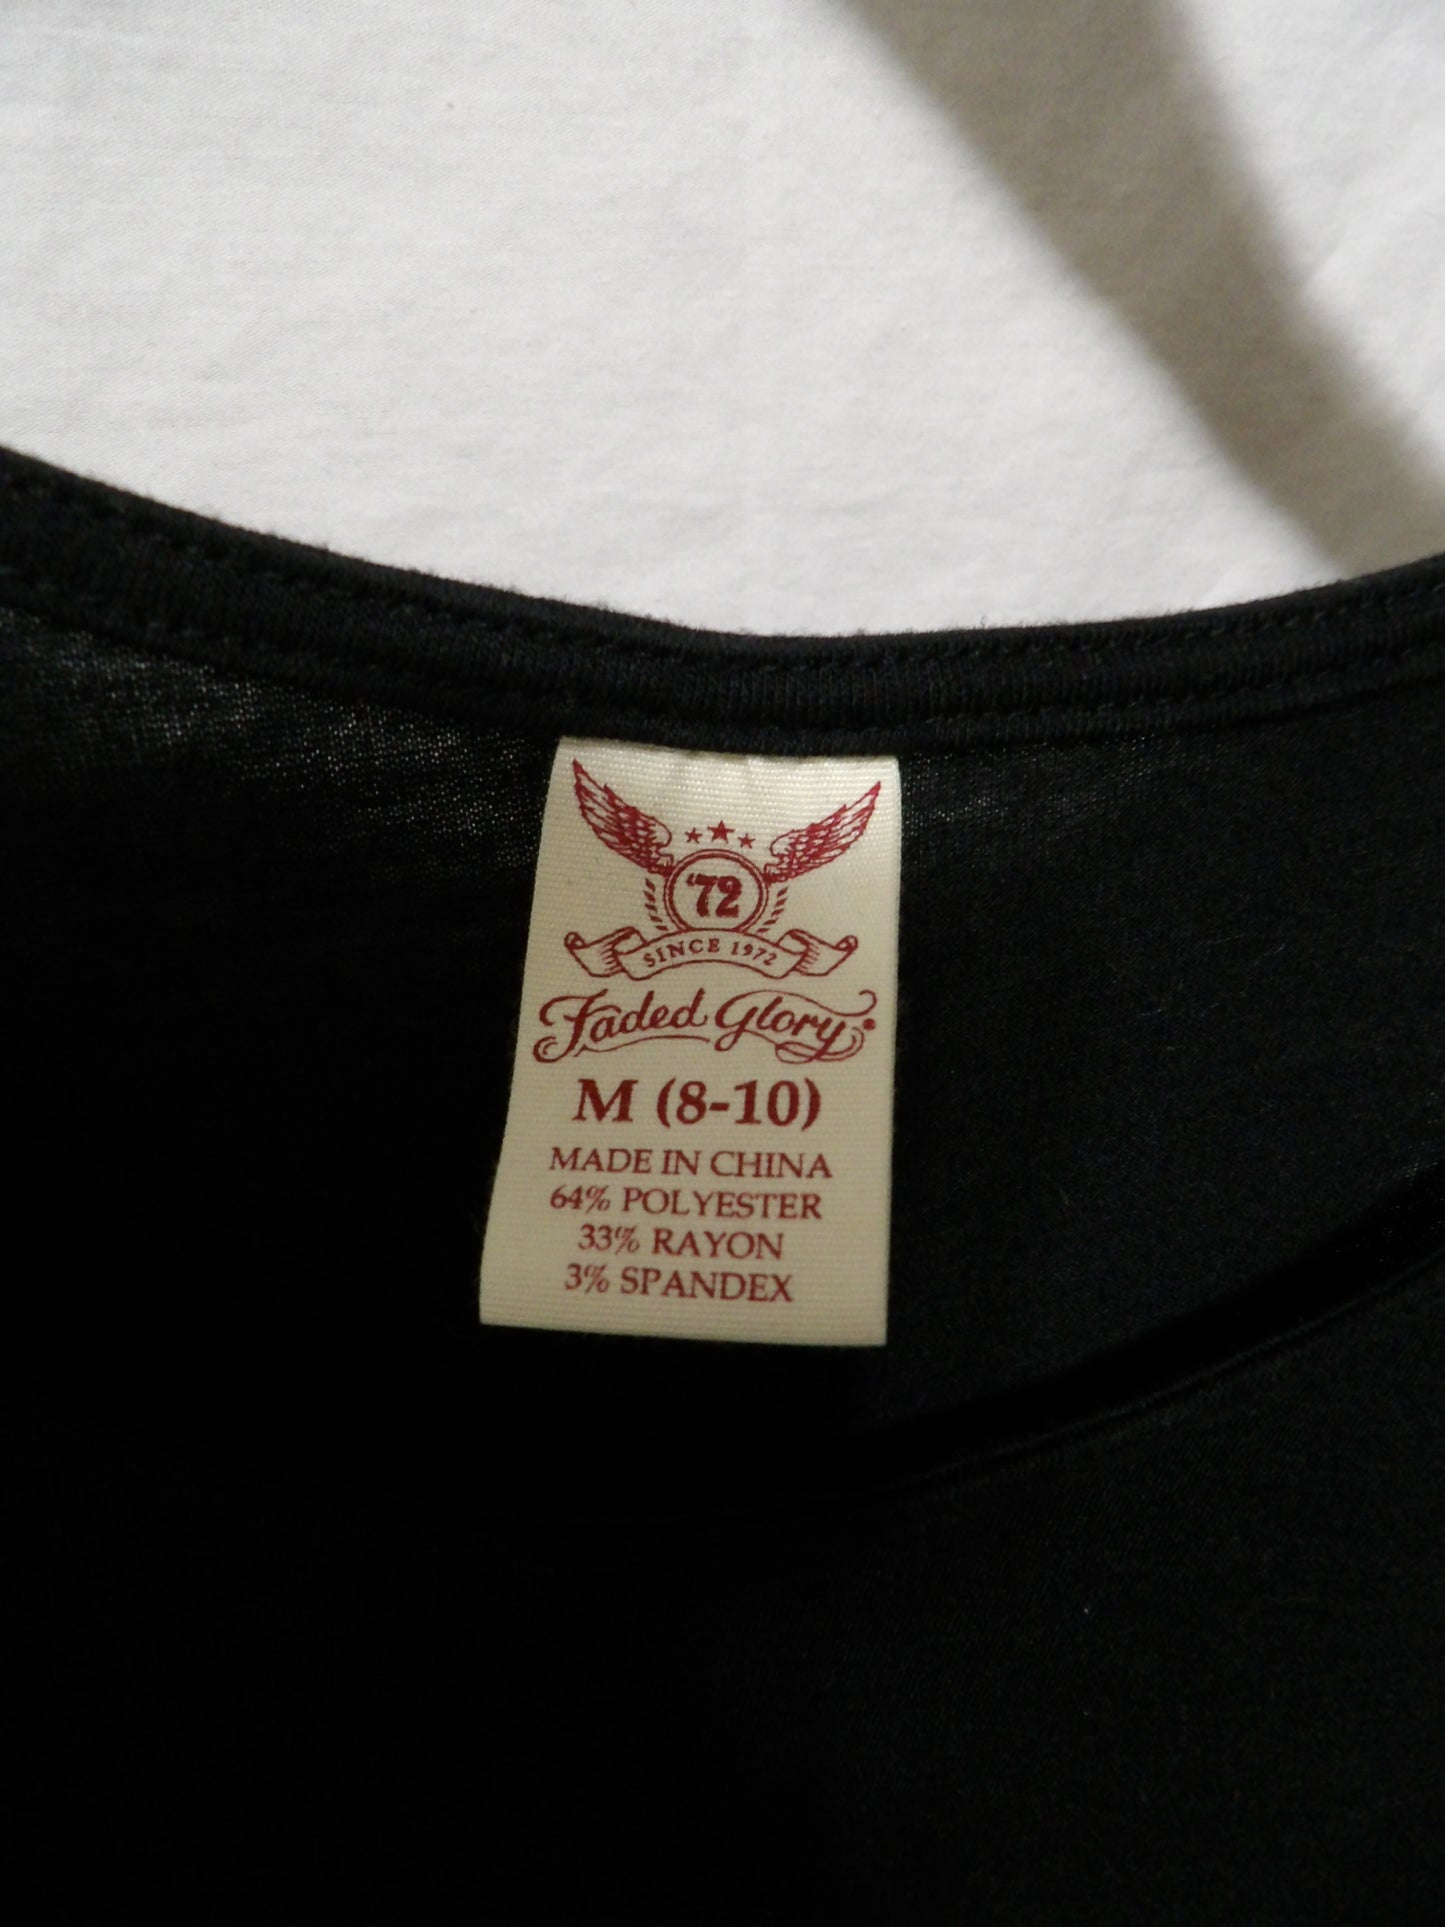 '72
SINCE 1972
Faded Glory®
M (8-10)
MADE IN CHINA
64% POLYESTER
33% RAYON
3% SPANDEX